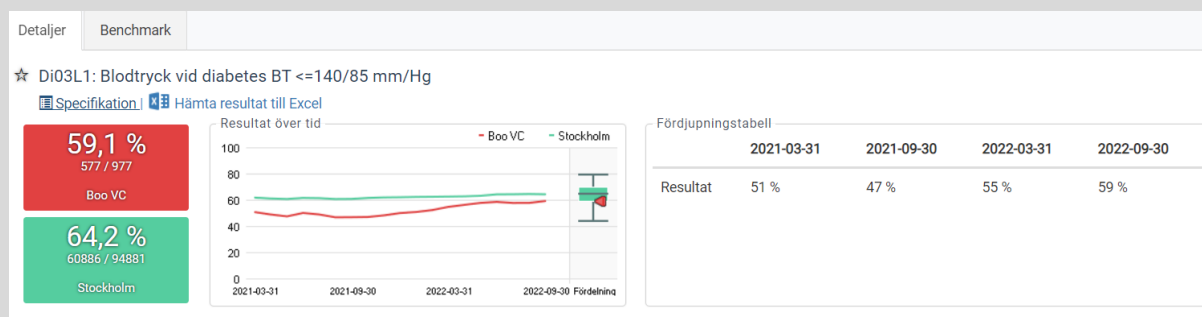 Detaljer Benchmark
☆ Di03L1: Blodtryck vid diabetes BT <=140/85 mm/Hg
Specifikation | Hämta resultat till Excel
59,1 %
577 / 977
Boo VC
64,2 %
60886 / 94881
Stockholm
Resultat över tid
Boo VC Stockholm
100
80
60
40
20
0
2021-03-31 2021-09-30 2022-03-31 2022-09-30 Fördelning
Fördjupningstabell
2021-03-31 2021-09-30 2022-03-31 2022-09-30
Resultat 51 % 47 % 55 % 59 %